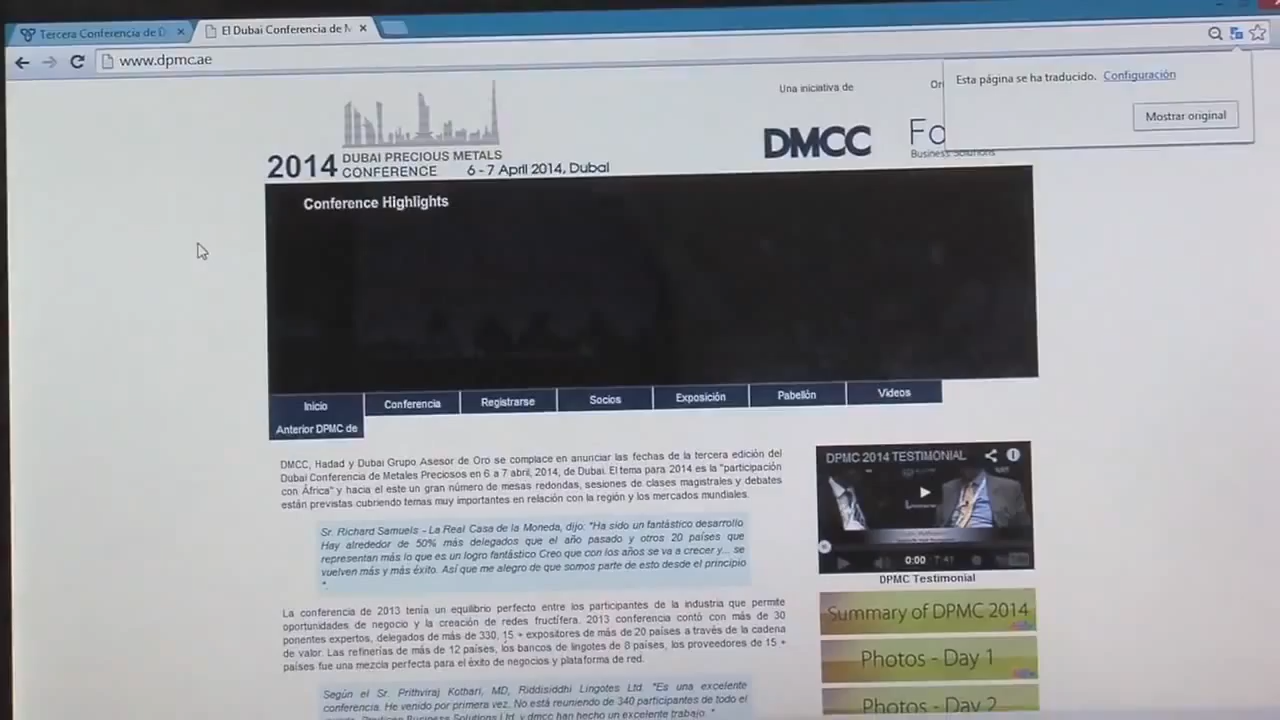 Tercera Conferencia de D
El Dubai Conferencia de M
www.dpmc.ae
Esta página se ha traducido. Configuración
Mostrar original
Una iniciativa de
Or
DMCC
Fo
Business Solutions
2014 DUBAI PRECIOUS METALS
CONFERENCE
6 - 7 April 2014, Dubai
Conference Highlights
Inicio
Conferencia
Registrarse
Socios
Exposición
Pabellón
Videos
Anterior DPMC de
DMCC, Hadad y Dubai Grupo Asesor de Oro se complace en anunciar las fechas de la tercera edición del
Dubai Conferencia de Metales Preciosos en 6 a 7 abril, 2014, de Dubai. El tema para 2014 es la "participación
con África" y hacia el este un gran número de mesas redondas, sesiones de clases magistrales y debates
están previstas cubriendo temas muy importantes en relación con la región y los mercados mundiales.
Sr. Richard Samuels - La Real Casa de la Moneda, dijo: "Ha sido un fantástico desarrollo
Hay alrededor de 50% más delegados que el año pasado y otros 20 países que
representan más lo que es un logro fantástico Creo que con los años se va a crecer y... se
vuelven más y más éxito. Así que me alegro de que somos parte de esto desde el principio
".
La conferencia de 2013 tenía un equilibrio perfecto entre los participantes de la industria que permite
oportunidades de negocio y la creación de redes fructífera. 2013 conferencia contó con más de 30
ponentes expertos, delegados de más de 330, 15 + expositores de más de 20 países a través de la cadena
de valor. Las refinerías de más de 12 países, los bancos de lingotes de 8 países, los proveedores de 15 +
países fue una mezcla perfecta para el éxito de negocios y plataforma de red.
Según el Sr. Prithviraj Kothari, MD, Riddisiddhi Lingotes Ltd. "Es una excelente
conferencia. He venido por primera vez. No está reuniendo de 340 participantes de todo el
Business Solutions Ltd. y dmcc han hecho un excelente trabajo. "
DPMC 2014 TESTIMONIAL
0:00 7:41
DPMC Testimonial
Summary of DPMC 2014
Photos - Day 1
Photos - Day 2